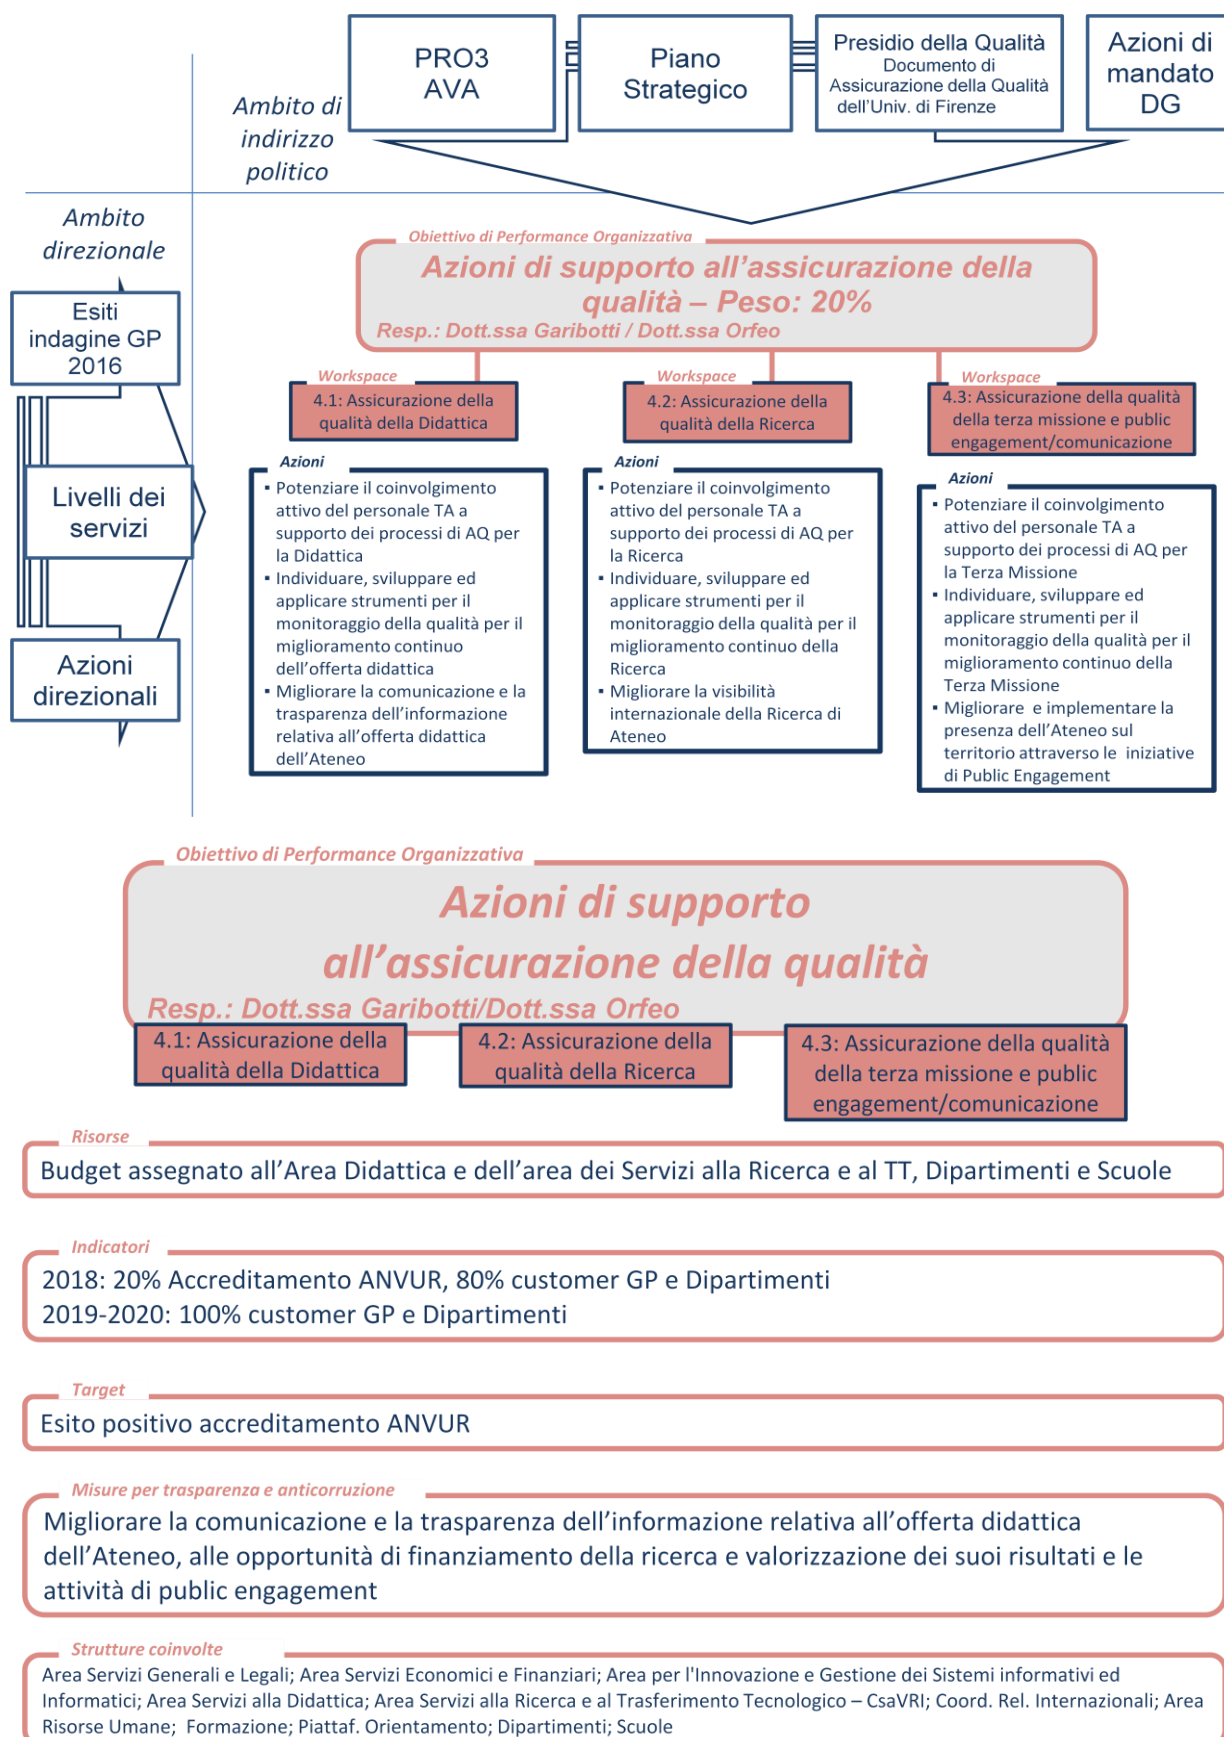 PRO3
AVA
Piano
Strategico
Presidio della Qualità
Documento di
Assicurazione della Qualità
dell'Univ. di Firenze
Azioni di
mandato
DG
Ambito di
indirizzo
politico
Ambito
direzionale
Esiti
indagine GP
2016
Livelli dei
servizi
Azioni
direzionali
Obiettivo di Performance Organizzativa
Azioni di supporto all'assicurazione della
qualità – Peso: 20%
Resp.: Dott.ssa Garibotti / Dott.ssa Orfeo
Workspace
4.1: Assicurazione della
qualità della Didattica
Azioni
▪ Potenziare il coinvolgimento
attivo del personale TA a
supporto dei processi di AQ per
la Didattica
▪ Individuare, sviluppare ed
applicare strumenti per il
monitoraggio della qualità per il
miglioramento continuo
dell'offerta didattica
▪ Migliorare la comunicazione e la
trasparenza dell'informazione
relativa all'offerta didattica
dell'Ateneo
Workspace
4.2: Assicurazione della
qualità della Ricerca
Azioni
▪ Potenziare il coinvolgimento
attivo del personale TA a
supporto dei processi di AQ per
la Ricerca
▪ Individuare, sviluppare ed
applicare strumenti per il
monitoraggio della qualità per il
miglioramento continuo della
Ricerca
▪ Migliorare la visibilità
internazionale della Ricerca di
Ateneo
Workspace
4.3: Assicurazione della qualità
della terza missione e public
engagement/comunicazione
Azioni
▪ Potenziare il coinvolgimento
attivo del personale TA a
supporto dei processi di AQ per
la Terza Missione
▪ Individuare, sviluppare ed
applicare strumenti per il
monitoraggio della qualità per il
miglioramento continuo della
Terza Missione
▪ Migliorare e implementare la
presenza dell'Ateneo sul
territorio attraverso le iniziative
di Public Engagement
Obiettivo di Performance Organizzativa
Azioni di supporto
all'assicurazione della qualità
Resp.: Dott.ssa Garibotti/Dott.ssa Orfeo
4.1: Assicurazione della
qualità della Didattica
4.2: Assicurazione della
qualità della Ricerca
4.3: Assicurazione della qualità
della terza missione e public
engagement/comunicazione
Risorse
Budget assegnato all'Area Didattica e dell'area dei Servizi alla Ricerca e al TT, Dipartimenti e Scuole
Indicatori
2018: 20% Accreditamento ANVUR, 80% customer GP e Dipartimenti
2019-2020: 100% customer GP e Dipartimenti
Target
Esito positivo accreditamento ANVUR
Misure per trasparenza e anticorruzione
Migliorare la comunicazione e la trasparenza dell'informazione relativa all'offerta didattica
dell'Ateneo, alle opportunità di finanziamento della ricerca e valorizzazione dei suoi risultati e le
attività di public engagement
Strutture coinvolte
Area Servizi Generali e Legali; Area Servizi Economici e Finanziari; Area per l'Innovazione e Gestione dei Sistemi informativi ed
Informatici; Area Servizi alla Didattica; Area Servizi alla Ricerca e al Trasferimento Tecnologico – CsaVRI; Coord. Rel. Internazionali; Area
Risorse Umane; Formazione; Piattaf. Orientamento; Dipartimenti; Scuole